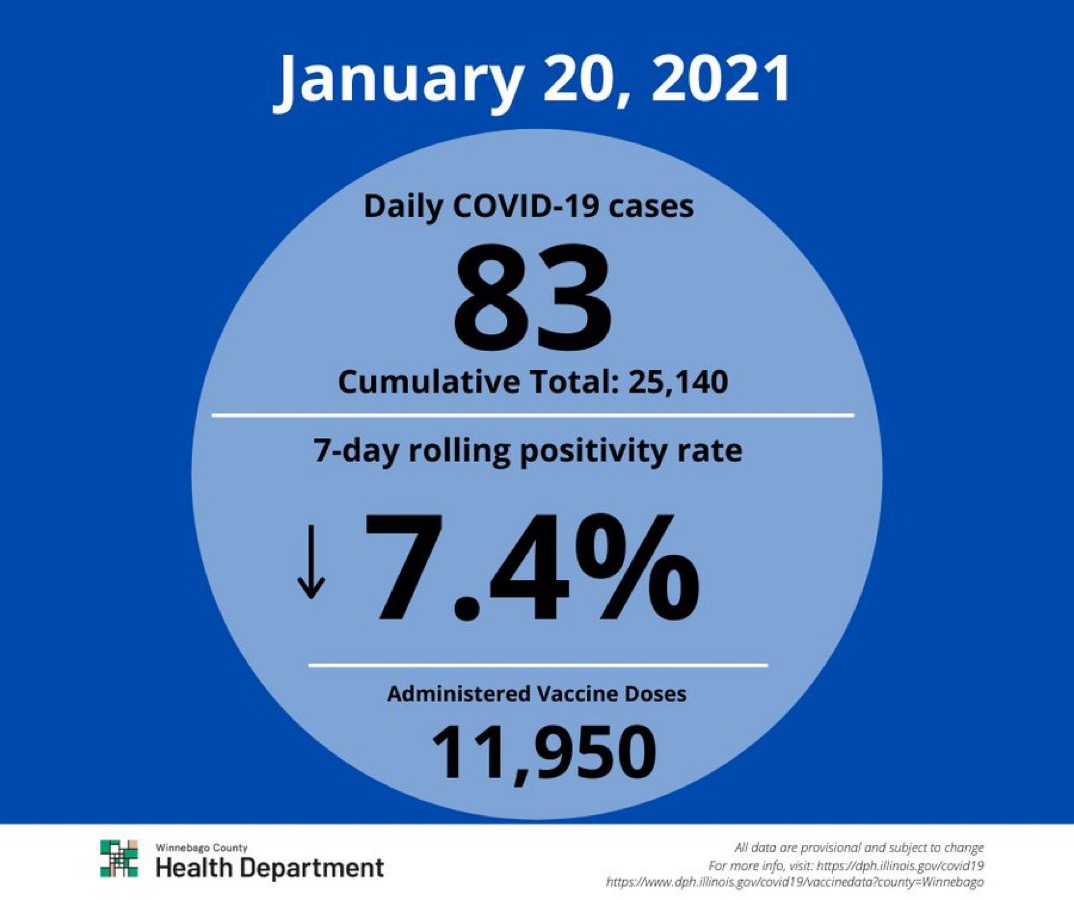 January 20, 2021
Daily COVID-19 cases
83
Cumulative Total: 25,140
7-day rolling positivity rate
↓ 7.4%
Administered Vaccine Doses
11,950
Winnebago County
Health Department
All data are provisional and subject to change
For more info, visit: https://dph.illinois.gov/covid19
https://www.dph.illinois.gov/covid19/vaccinedata?county=Winnebago